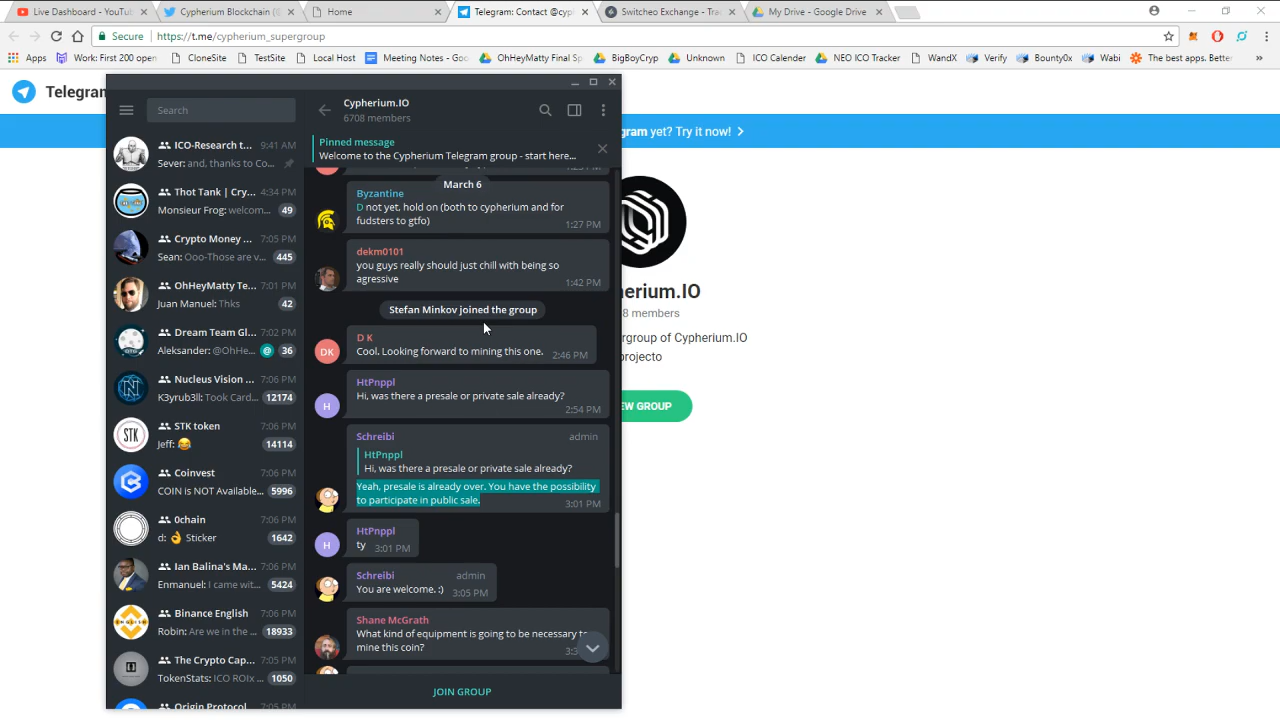 Live Dashboard - YouTu
Cypherium Blockchain (@
Home
Telegram: Contact @cyp
Switcheo Exchange - Tra
My Drive - Google Drive
Secure
https://t.me/cypherium_supergroup
Apps
Work: First 200 open
CloneSite
TestSite
Local Host
Meeting Notes - Goo
OhHeyMatty Final Sp
BigBoyCryp
Unknown
ICO Calender
NEO ICO Tracker
WandX
Verify
Bounty0x
Wabi
The best apps. Better
»
Telegram
gram yet? Try it now!
herium.IO
8 members
rgroup of Cypherium.IO
projecto
EW GROUP
Search
ICO-Research t... 9:41 AM
Sever: and, thanks to Co...
Thot Tank | Cry... 4:34 PM
Monsieur Frog: welcom... 49
Crypto Money ... 7:05 PM
Sean: Ooo-Those are v... 445
OhHeyMatty Te... 7:01 PM
Juan Manuel: Thks 42
Dream Team Gl... 7:02 PM
Aleksander: @OhHe... @ 36
Nucleus Vision ... 7:06 PM
K3yrub3ll: Took Card... 12174
STK token 7:06 PM
Jeff: 😂 14114
STK
Coinvest 7:06 PM
COIN is NOT Available... 5996
0chain 7:06 PM
d: 👌 Sticker 1642
Ian Balina's Ma... 7:06 PM
Enmanuel: I came wit... 5424
Binance English 7:06 PM
Robin: Are we in the ... 18933
ENGLISH
The Crypto Cap... 7:05 PM
TokenStats: ICO ROIx ... 1050
Origin Protocol 7:06 PM
Cypherium.IO
6708 members
Pinned message
Welcome to the Cypherium Telegram group - start here...
March 6
Byzantine
D not yet, hold on (both to cypherium and for
fudsters to gtfo)
1:27 PM
dekm0101
you guys really should just chill with being so
agressive
1:42 PM
Stefan Minkov joined the group
DK
D K
Cool. Looking forward to mining this one.
2:46 PM
H
HtPnppl
Hi, was there a presale or private sale already?
2:54 PM
Schreibi admin
HtPnppl
Hi, was there a presale or private sale already?
Yeah, presale is already over. You have the possibility
to participate in public sale.
3:01 PM
H
HtPnppl
ty 3:01 PM
Schreibi admin
You are welcome. :) 3:05 PM
Shane McGrath
What kind of equipment is going to be necessary to
mine this coin?
JOIN GROUP